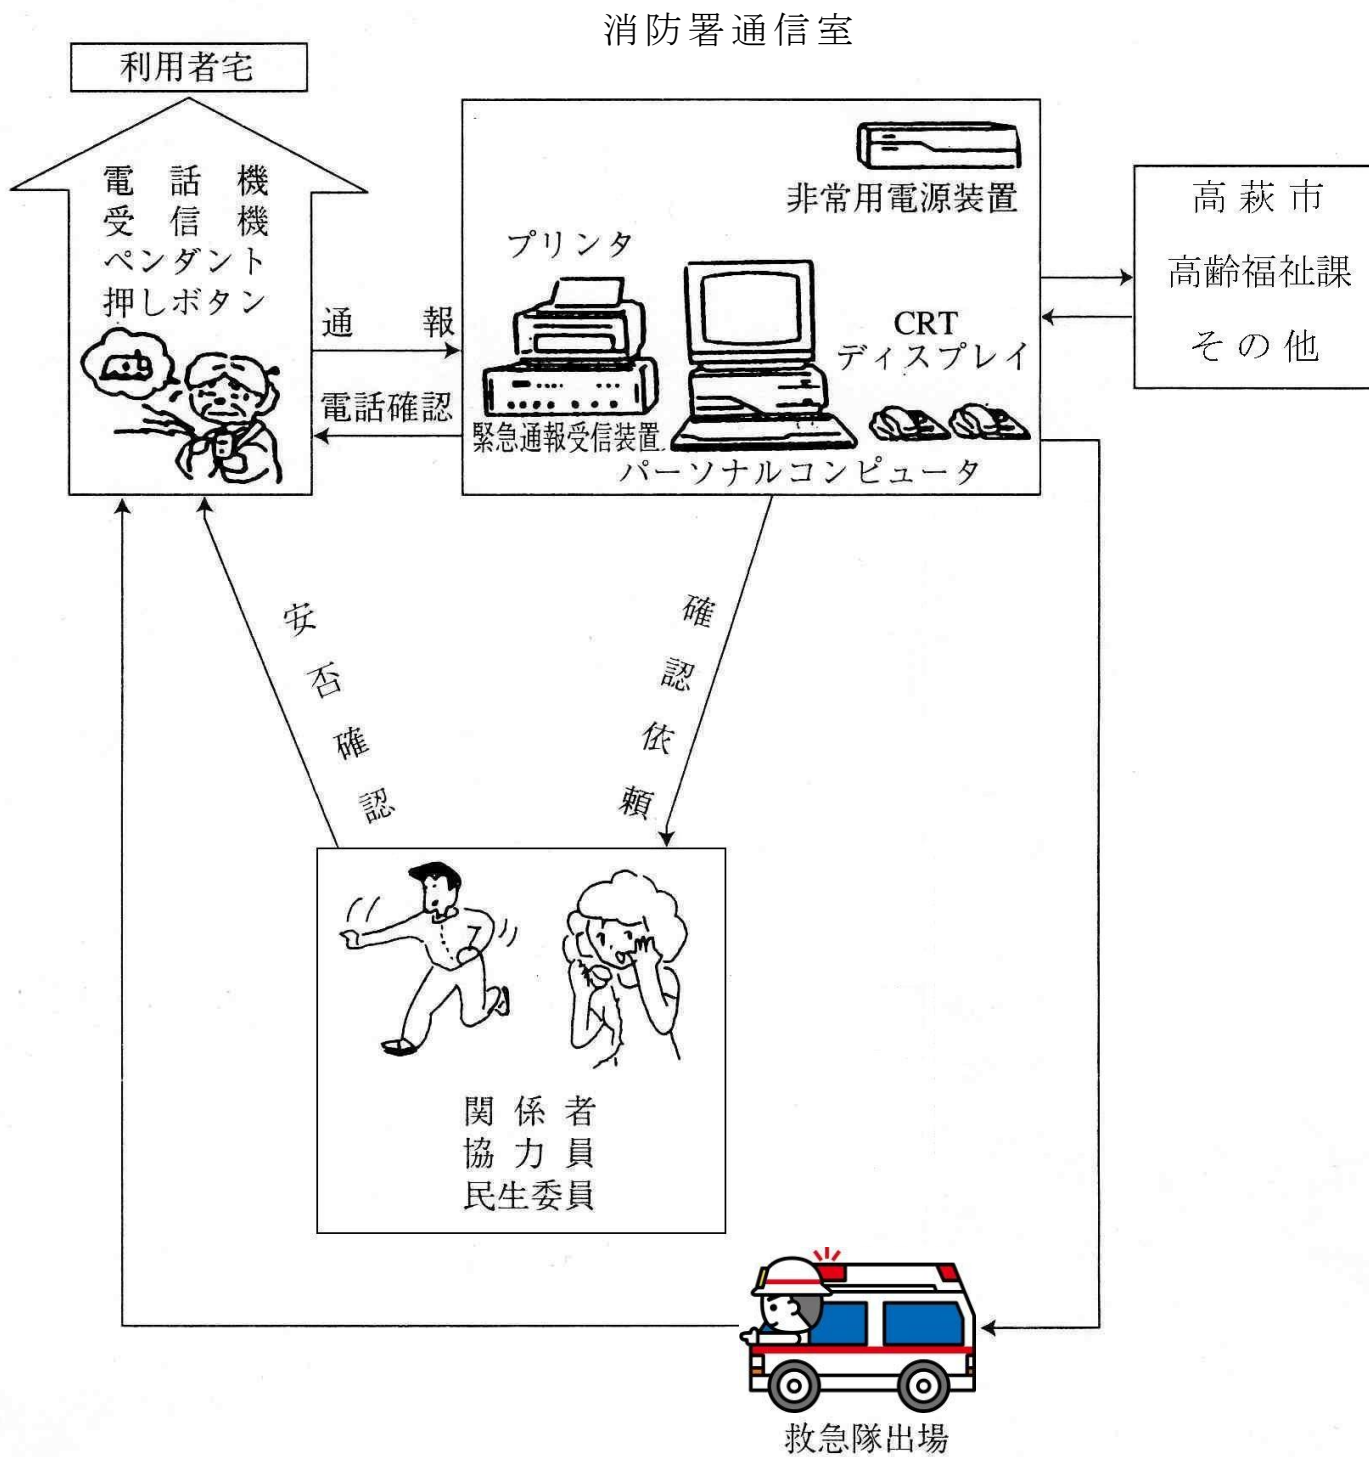 消防署通信室
利用者宅
電話機
受信機
ペンダント
押しボタン
通報
電話確認
非常用電源装置
プリンタ
CRT
ディスプレイ
緊急通報受信装置
パーソナルコンピュータ
高萩市
高齢福祉課
その他
安否確認
確認依頼
関係者
協力員
民生委員
救急隊出場